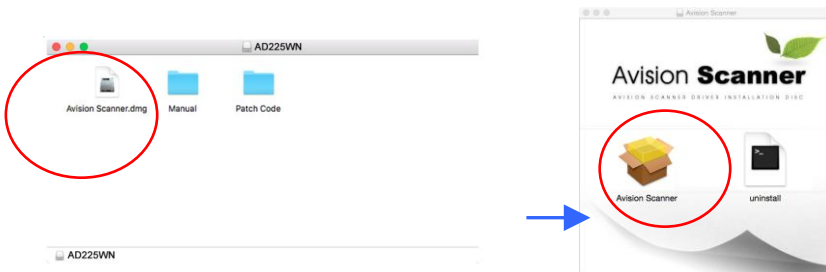 AD225WN
Avision Scanner.dmg
Manual
Patch Code
AD225WN
Avision Scanner
Avision Scanner
AVISION SCANNER DRIVER INSTALLATION DISC
Avision Scanner
uninstall